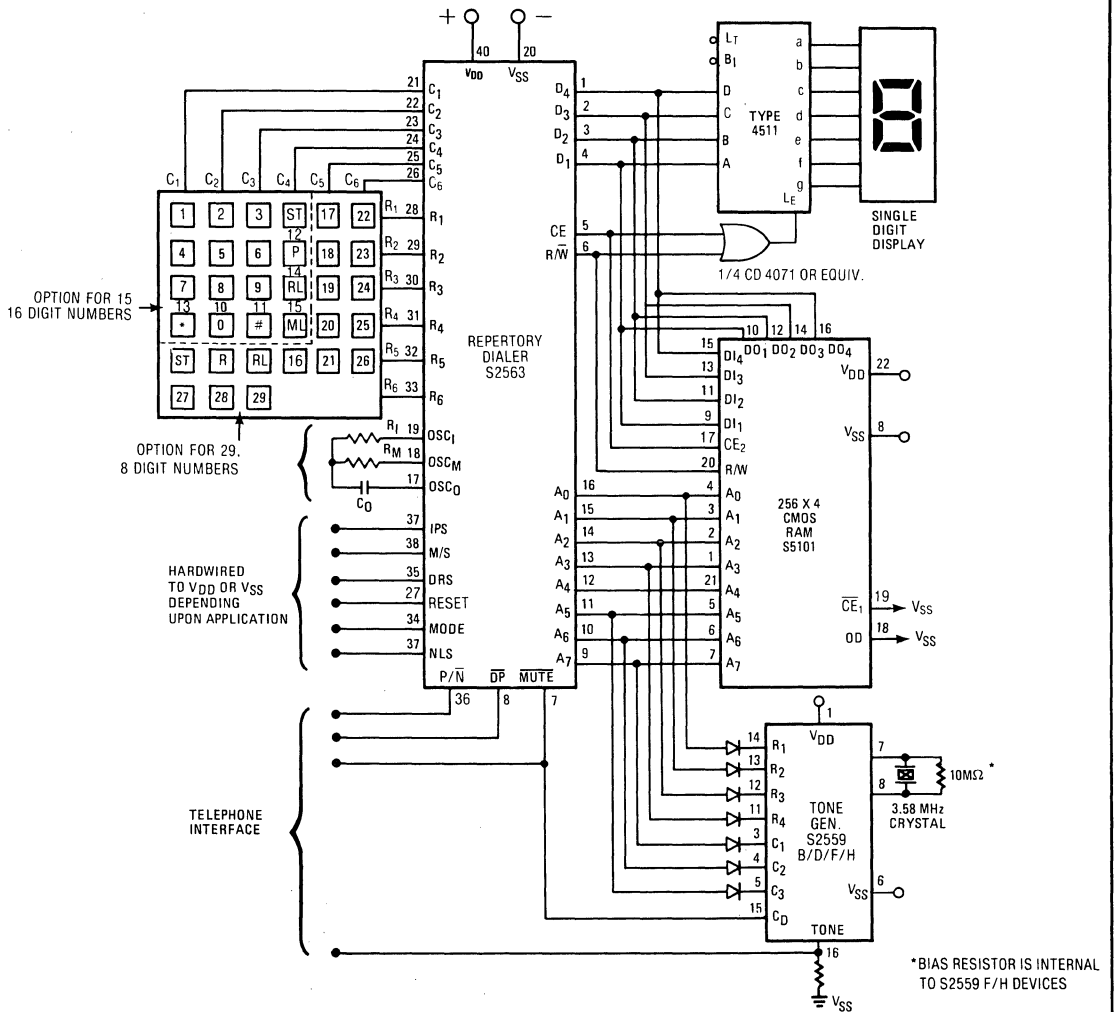 + −
40 20
VDD VSS
21 C1
22 C2
23 C3
24 C4
25 C5
26 C6
C1 C2 C3 C4 C5 C6
1 2 3 ST 17 22
12
4 5 6 P 18 23
14
7 8 9 RL 19 24
13 10 11 15
* 0 # ML 20 25
ST R RL 16 21 26
27 28 29
OPTION FOR 15
16 DIGIT NUMBERS
OPTION FOR 29,
8 DIGIT NUMBERS
R1 28 R1
R2 29 R2
R3 30 R3
R4 31 R4
R5 32 R5
R6 33 R6
RI 19 OSCI
RM 18 OSCM
17 OSCO
CO
37 IPS
38 M/S
35 DRS
27 RESET
34 MODE
37 NLS
HARDWIRED
TO VDD OR VSS
DEPENDING
UPON APPLICATION
P/N̅ D̅P̅ M̅U̅T̅E̅
36 8 7
TELEPHONE
INTERFACE
REPERTORY
DIALER
S2563
D4 1
D3 2
D2 3
D1 4
CE 5
R/W̅ 6
A0 16
A1 15
A2 14
A3 13
A4 12
A5 11
A6 10
A7 9
LT
BI
D
C
B
A
TYPE
4511
a
b
c
d
e
f
g
LE
SINGLE
DIGIT
DISPLAY
1/4 CD 4071 OR EQUIV.
10 12 14 16
DO1 DO2 DO3 DO4
15 DI4
13 DI3
11 DI2
9 DI1
17 CE2
20 R/W
4 A0
3 A1
2 A2
1 A3
21 A4
5 A5
6 A6
7 A7
256 X 4
CMOS
RAM
S5101
VDD 22
VSS 8
C̅E̅1 19 VSS
OD 18 VSS
1
VDD
14 R1
13 R2
12 R3
11 R4
3 C1
4 C2
5 C3
15 CD
TONE
GEN.
S2559
B/D/F/H
7
8
10MΩ *
3.58 MHz
CRYSTAL
VSS 6
TONE
16
VSS
*BIAS RESISTOR IS INTERNAL
TO S2559 F/H DEVICES